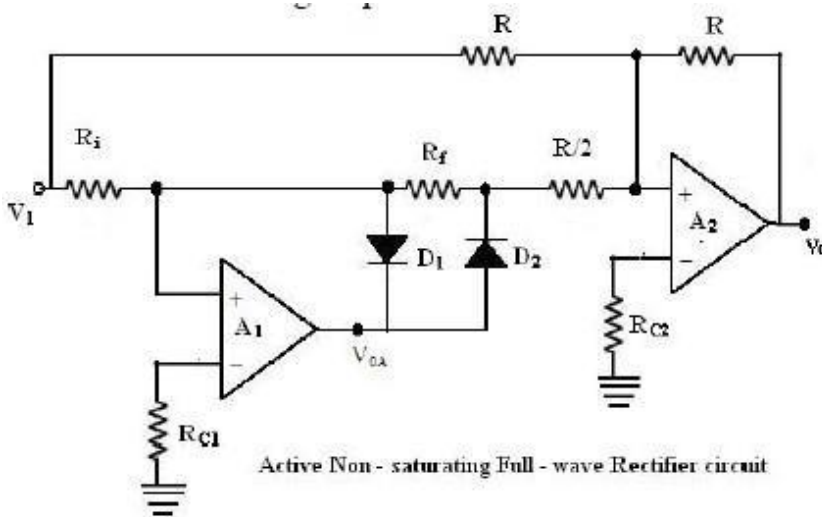 R
R
Ri
Rf
R/2
V1
+
A2
−
D1
D2
+
A1
−
V0A
RC2
RC1
Active Non - saturating Full - wave Rectifier circuit